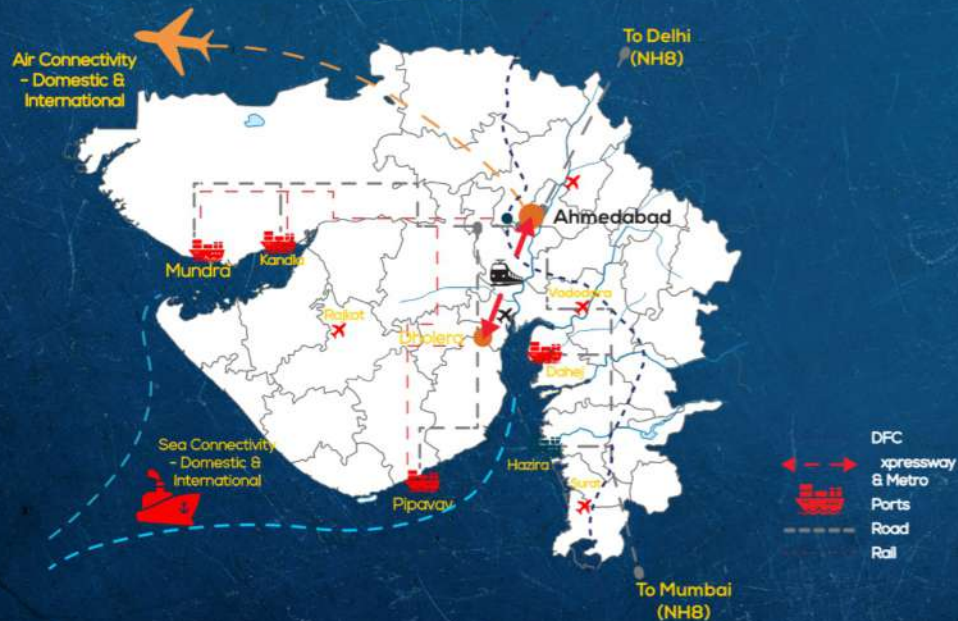 To Delhi
(NH8)
Air Connectivity
- Domestic &
International
Ahmedabad
Mundra
Kandla
Vododara
Rajkot
Dholera
Dahej
Sea Connectivity
- Domestic &
International
Hazira
Surat
Pipavav
DFC
xpressway
& Metro
Ports
Road
Rail
To Mumbai
(NH8)